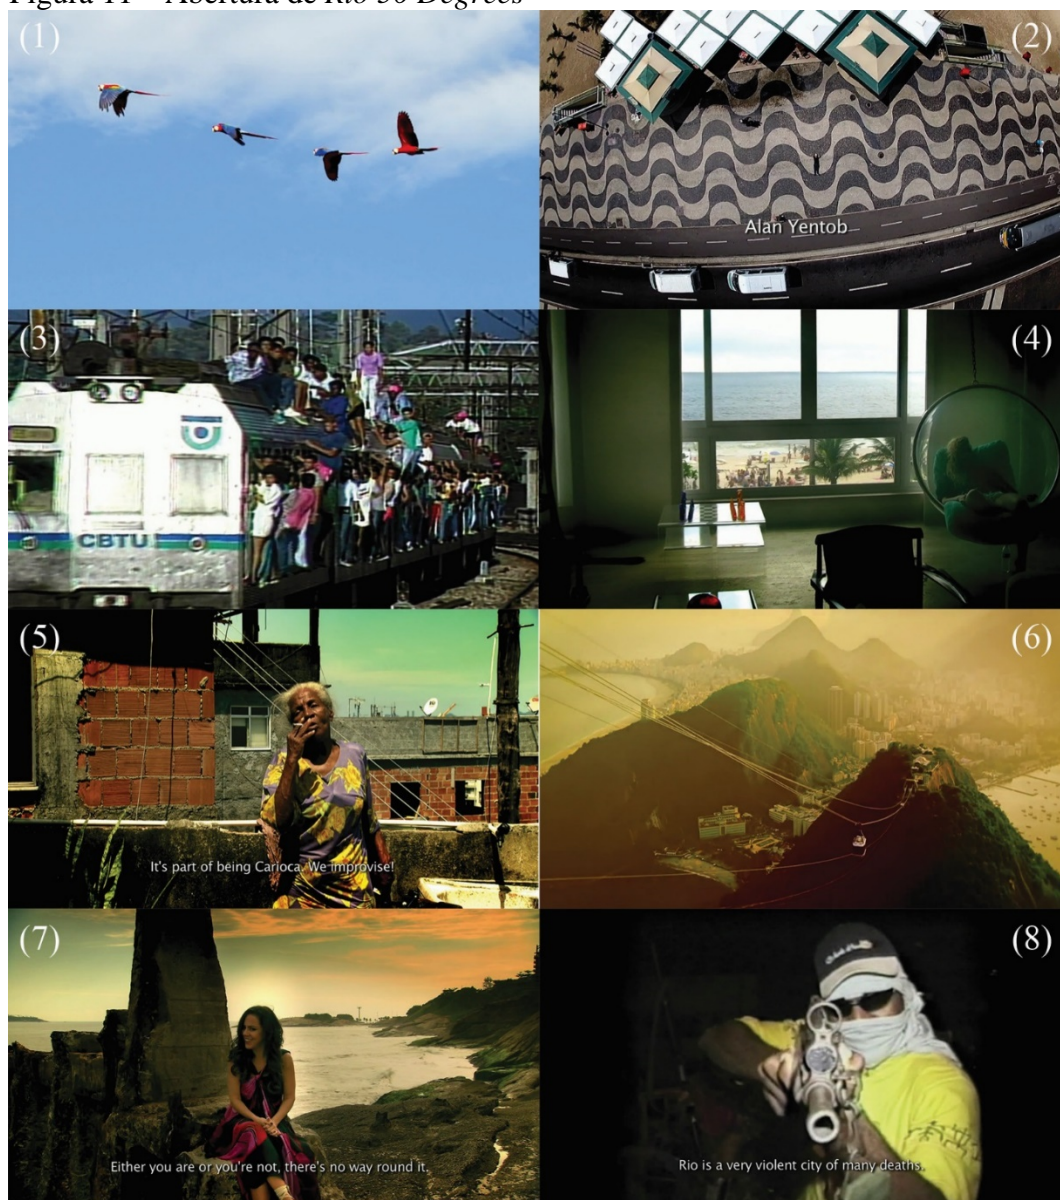 Figura 11 – Abertura de Rio 50 Degrees
(1)
(2)
Alan Yentob
(3)
CBTU
(4)
(5)
It's part of being Carioca. We improvise!
(6)
(7)
Either you are or you're not, there's no way round it.
(8)
Rio is a very violent city of many deaths.